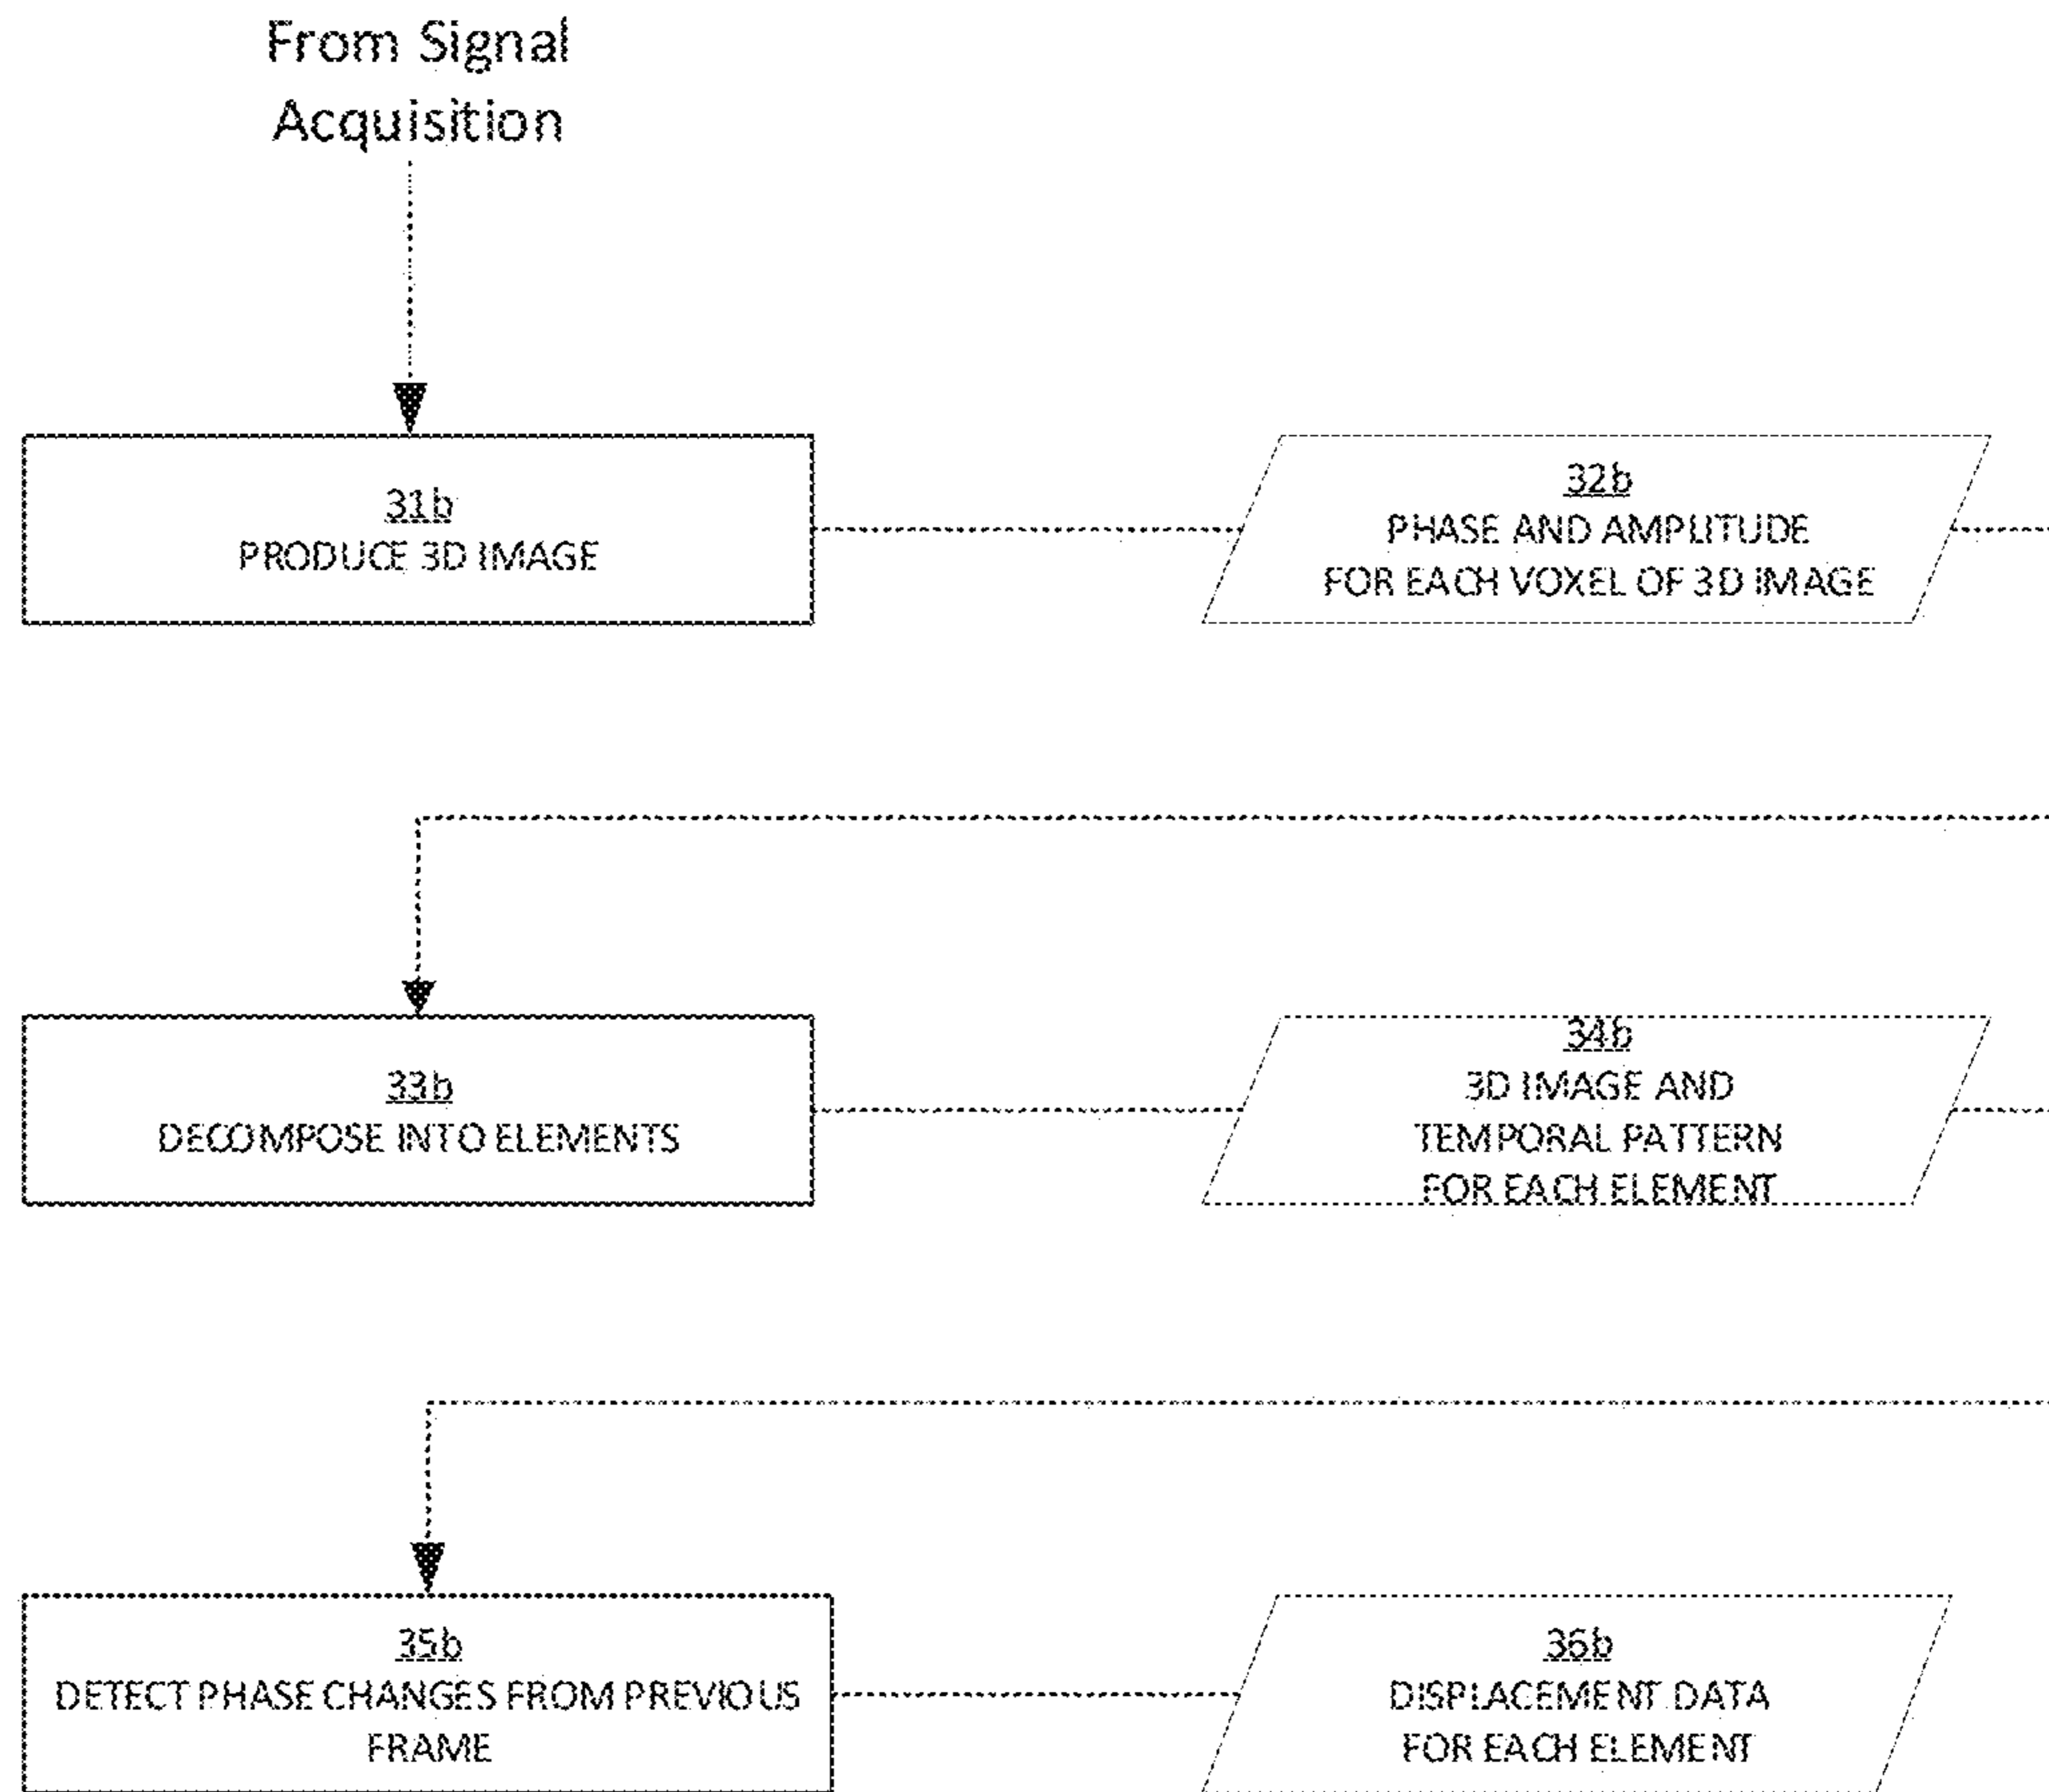 From Signal
Acquisition
31b
PRODUCE 3D IMAGE
32b
PHASE AND AMPLITUDE
FOR EACH VOXEL OF 3D IMAGE
33b
DECOMPOSE INTO ELEMENTS
34b
3D IMAGE AND
TEMPORAL PATTERN
FOR EACH ELEMENT
35b
DETECT PHASE CHANGES FROM PREVIOUS
FRAME
36b
DISPLACEMENT DATA
FOR EACH ELEMENT